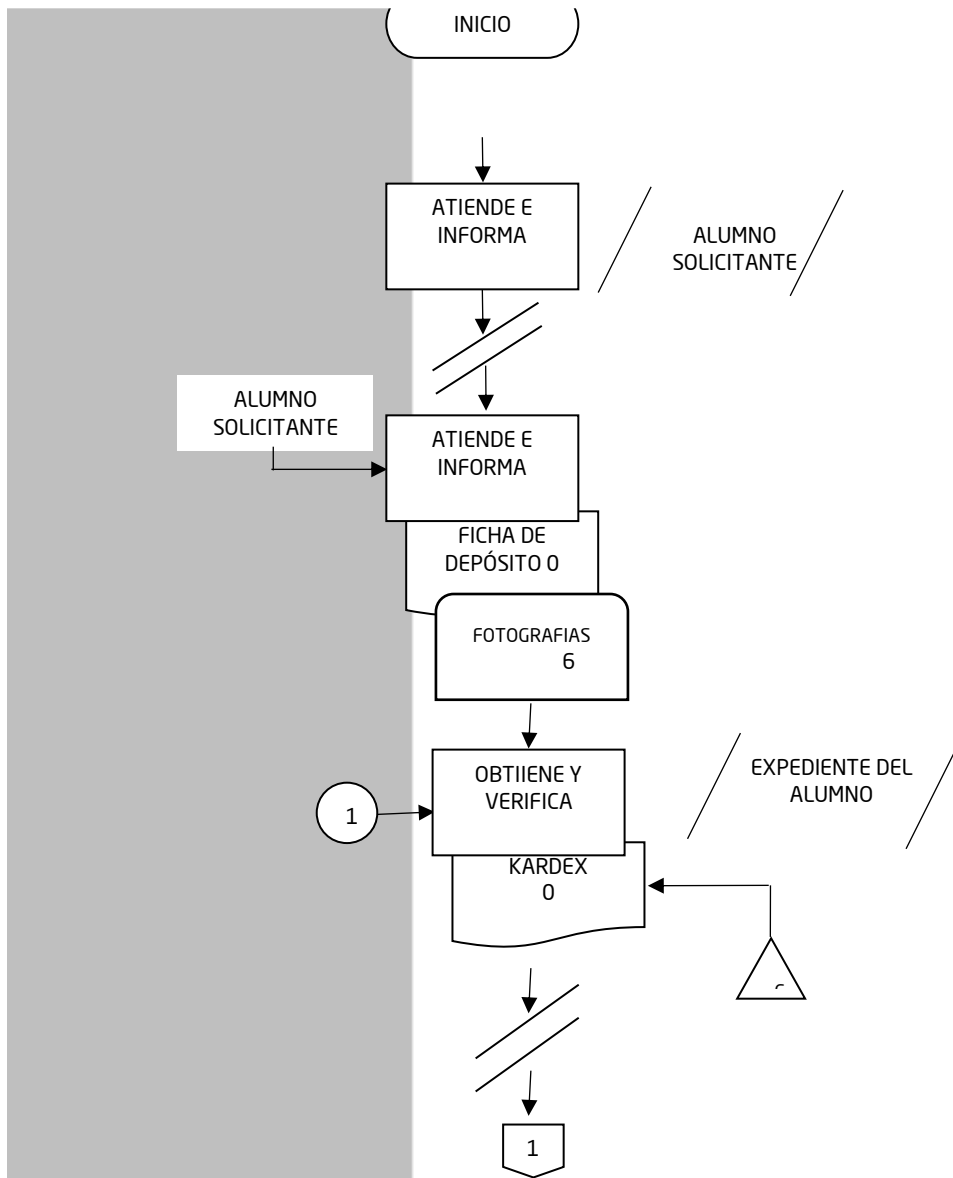 INICIO
ATIENDE E
INFORMA
ALUMNO
SOLICITANTE
ALUMNO
SOLICITANTE
ATIENDE E
INFORMA
FICHA DE
DEPÓSITO 0
FOTOGRAFIAS
6
OBTIIENE Y
VERIFICA
EXPEDIENTE DEL
ALUMNO
1
KARDEX
0
1